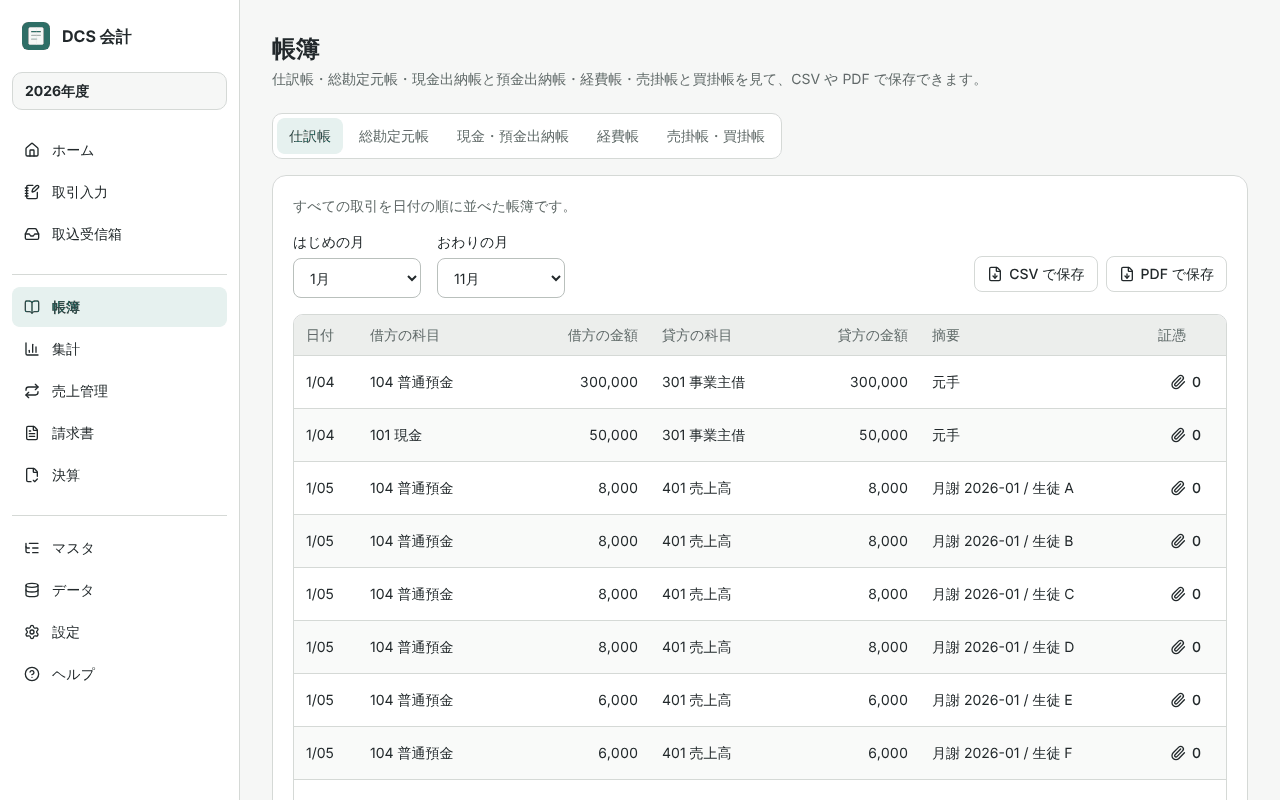 DCS 会計
2026年度
ホーム
取引入力
取込受信箱
帳簿
集計
売上管理
請求書
決算
マスタ
データ
設定
ヘルプ
帳簿
仕訳帳・総勘定元帳・現金出納帳と預金出納帳・経費帳・売掛帳と買掛帳を見て、CSV や PDF で保存できます。
仕訳帳 総勘定元帳 現金・預金出納帳 経費帳 売掛帳・買掛帳
すべての取引を日付の順に並べた帳簿です。
はじめの月 おわりの月
1月 11月 CSV で保存 PDF で保存
日付 借方の科目 借方の金額 貸方の科目 貸方の金額 摘要 証憑
1/04 104 普通預金 300,000 301 事業主借 300,000 元手 0
1/04 101 現金 50,000 301 事業主借 50,000 元手 0
1/05 104 普通預金 8,000 401 売上高 8,000 月謝 2026-01 / 生徒 A 0
1/05 104 普通預金 8,000 401 売上高 8,000 月謝 2026-01 / 生徒 B 0
1/05 104 普通預金 8,000 401 売上高 8,000 月謝 2026-01 / 生徒 C 0
1/05 104 普通預金 8,000 401 売上高 8,000 月謝 2026-01 / 生徒 D 0
1/05 104 普通預金 6,000 401 売上高 6,000 月謝 2026-01 / 生徒 E 0
1/05 104 普通預金 6,000 401 売上高 6,000 月謝 2026-01 / 生徒 F 0